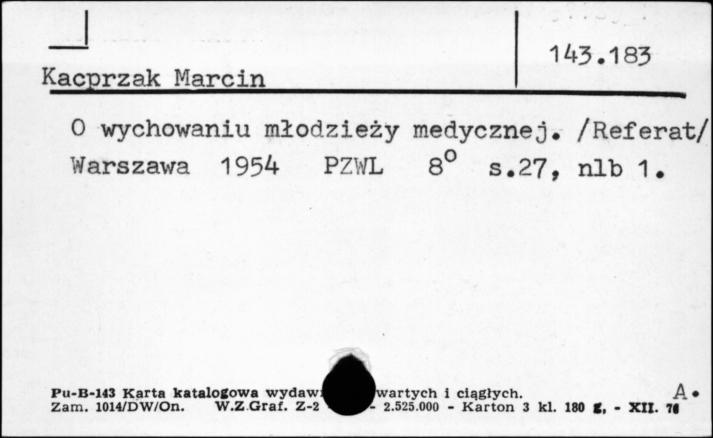 143.183
Kacprzak Marcin
O wychowaniu młodzieży medycznej. /Referat/
Warszawa 1954 PZWL 8° s.27, nlb 1.
Pu-B-143 Karta katalogowa wartych i ciągłych.
A.
Zam. 1014/DW/On. W.Z.Graf. Z-2 - 2.525.000 - Karton 3 kl. 180 g, - XII. 76